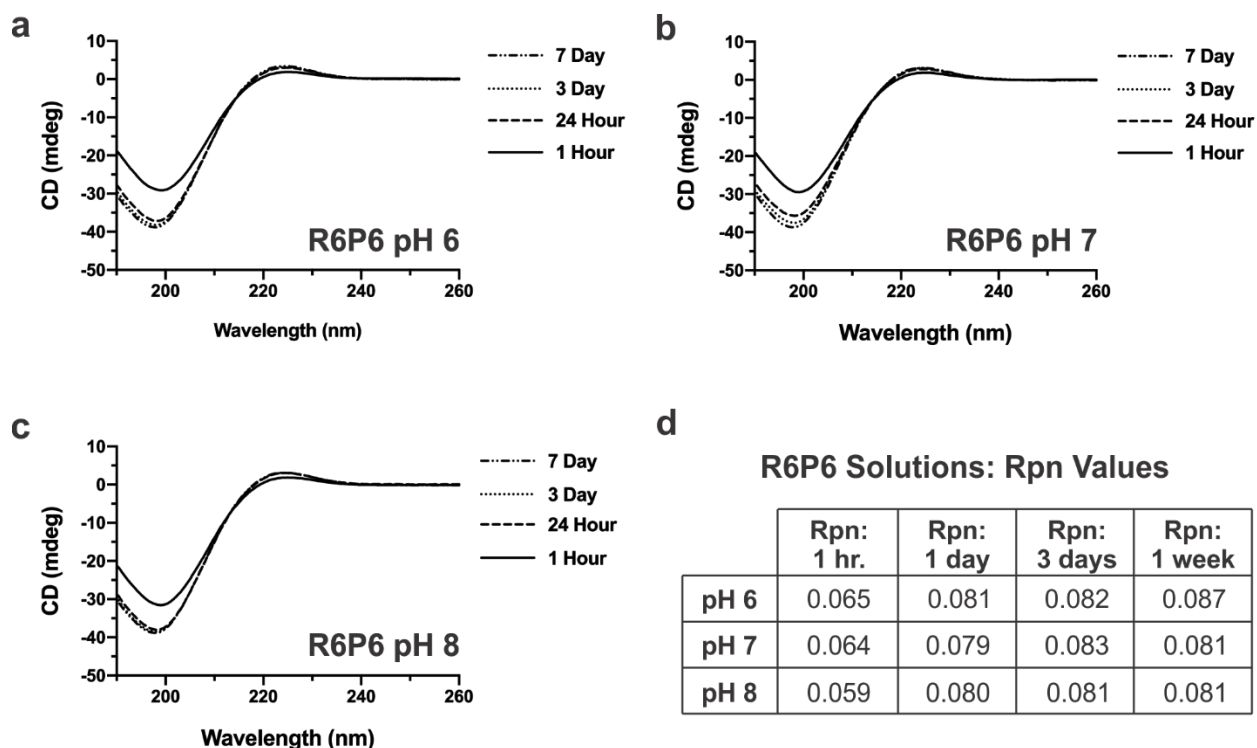 a
10
0
-10
-20
-30
-40
-50
CD (mdeg)
200
220
240
260
Wavelength (nm)
7 Day
3 Day
24 Hour
1 Hour
R6P6 pH 6
b
10
0
-10
-20
-30
-40
-50
CD (mdeg)
200
220
240
260
Wavelength (nm)
7 Day
3 Day
24 Hour
1 Hour
R6P6 pH 7
c
10
0
-10
-20
-30
-40
-50
CD (mdeg)
200
220
240
260
Wavelength (nm)
7 Day
3 Day
24 Hour
1 Hour
R6P6 pH 8
d
R6P6 Solutions: Rpn Values
Rpn: Rpn: Rpn: Rpn:
1 hr. 1 day 3 days 1 week
pH 6 0.065 0.081 0.082 0.087
pH 7 0.064 0.079 0.083 0.081
pH 8 0.059 0.080 0.081 0.081